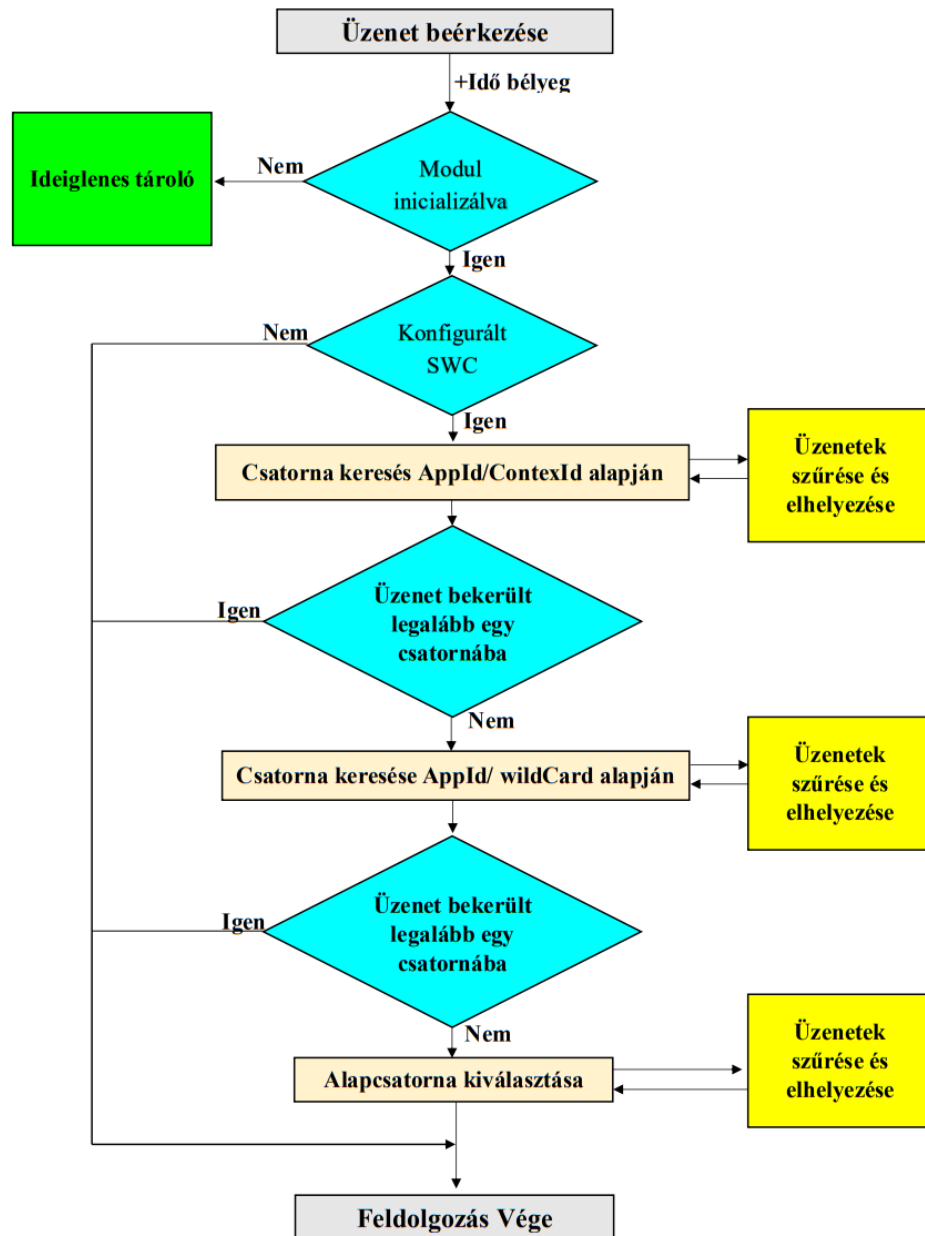 Üzenet beérkezése
+Idő bélyeg
Ideiglenes tároló
Nem
Modul
inicializálva
Igen
Nem
Konfigurált
SWC
Igen
Csatorna keresés AppId/ContexId alapján
Üzenetek
szűrése és
elhelyezése
Igen
Üzenet bekerült
legalább egy
csatornába
Nem
Csatorna keresése AppId/ wildCard alapján
Üzenetek
szűrése és
elhelyezése
Igen
Üzenet bekerült
legalább egy
csatornába
Nem
Alapcsatorna kiválasztása
Üzenetek
szűrése és
elhelyezése
Feldolgozás Vége